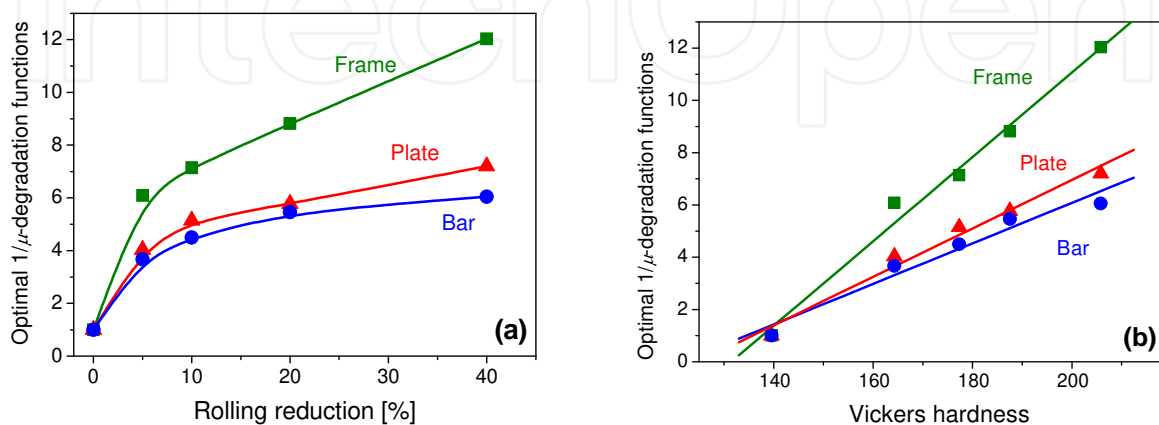 IntechOpen
Optimal 1/μ-degradation functions
12
10
8
6
4
2
0
Frame
Plate
Bar
(a)
0 10 20 30 40
Rolling reduction [%]
Optimal 1/μ-degradation functions
12
10
8
6
4
2
0
Frame
Plate
Bar
(b)
140 160 180 200
Vickers hardness